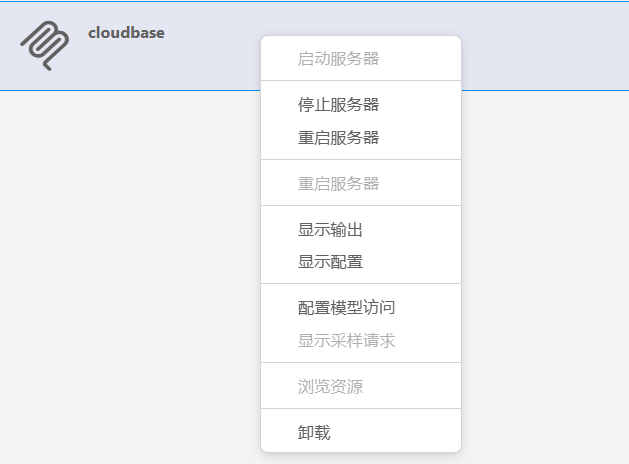 cloudbase
启动服务器
停止服务器
重启服务器
重启服务器
显示输出
显示配置
配置模型访问
显示采样请求
浏览资源
卸载